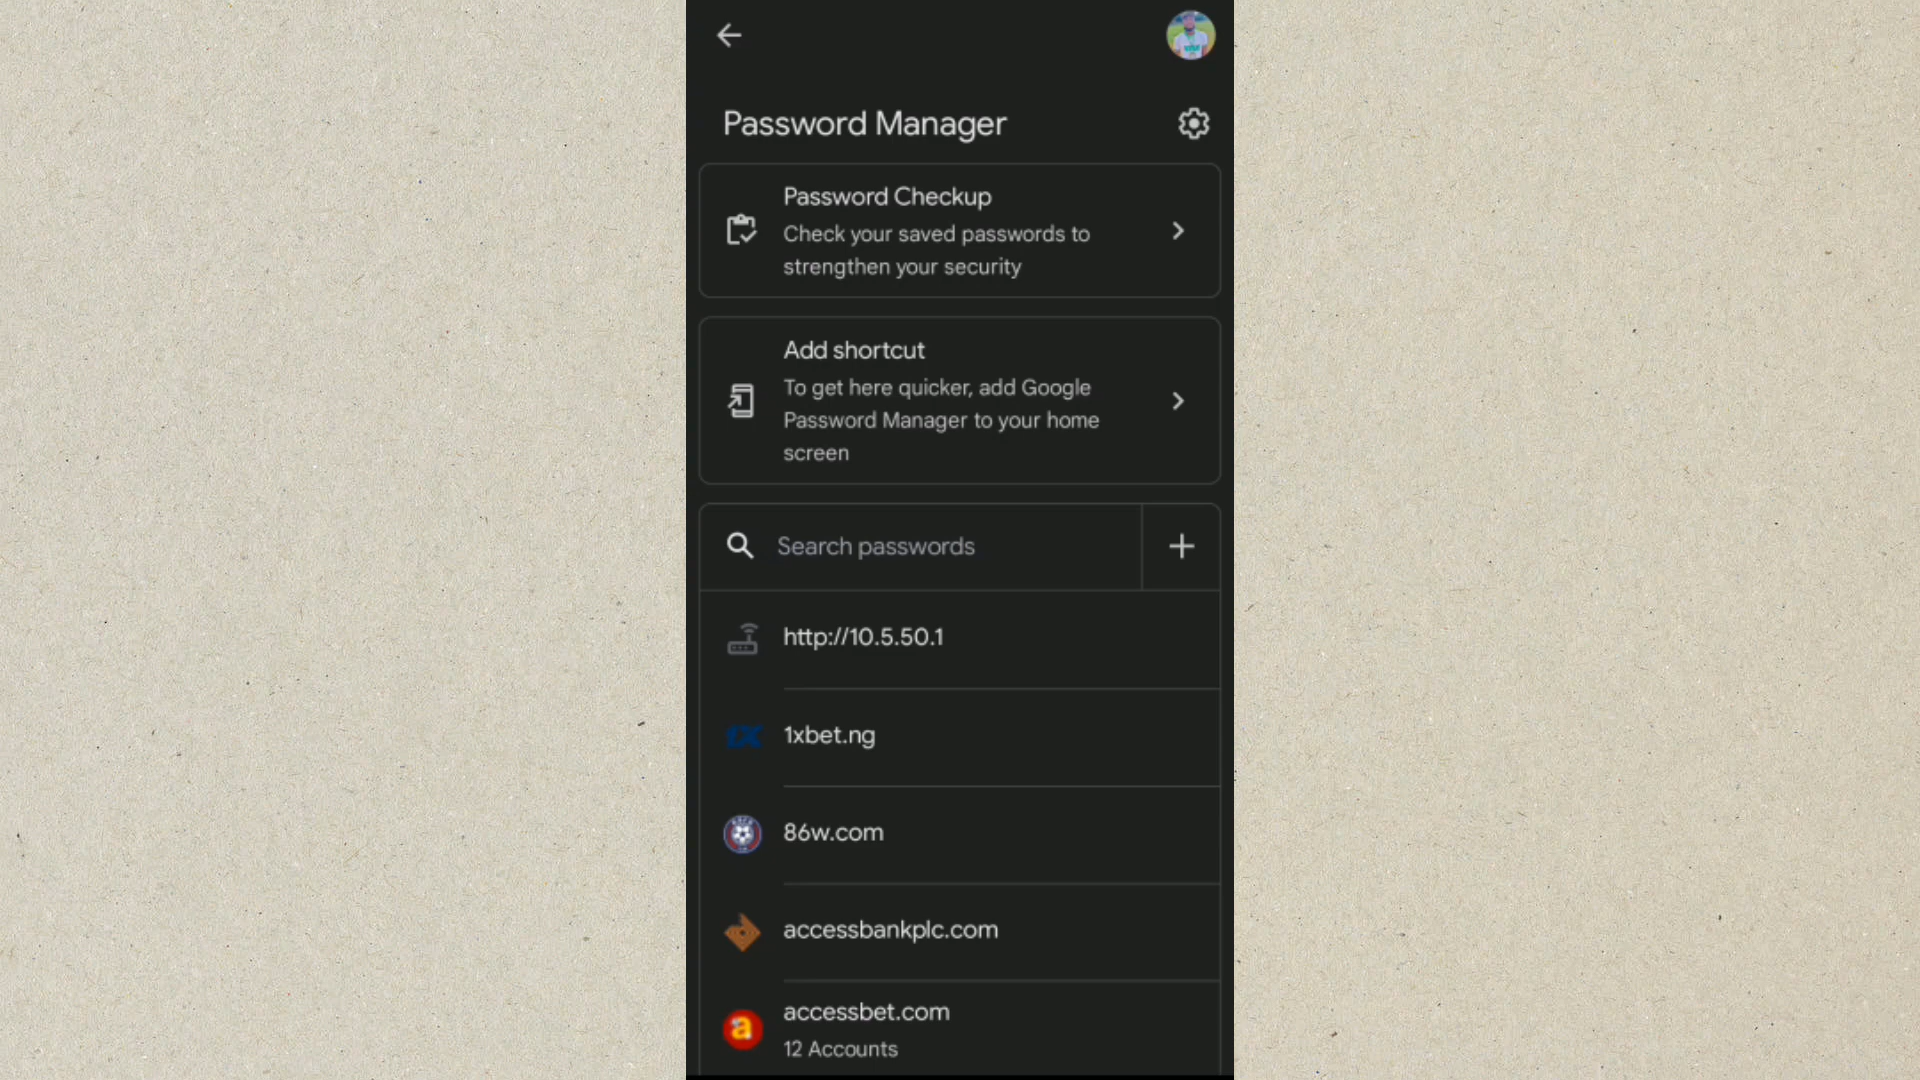 Password Manager
Password Checkup
Check your saved passwords to
strengthen your security
Add shortcut
To get here quicker, add Google
Password Manager to your home
screen
Search passwords
http://10.5.50.1
1X
1xbet.ng
86w.com
accessbankplc.com
a
accessbet.com
12 Accounts